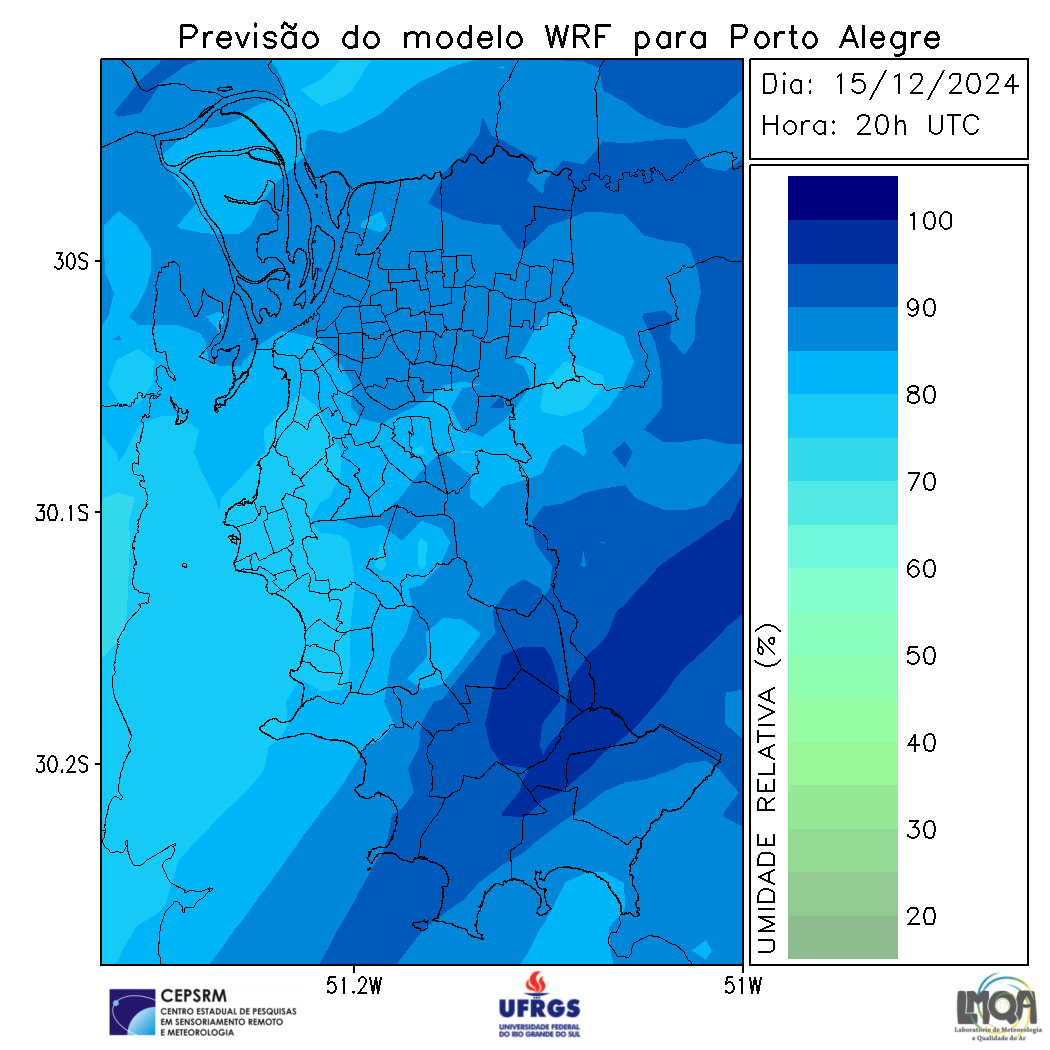 Previsão do modelo WRF para Porto Alegre
Dia: 15/12/2024
Hora: 20h UTC
30S
30.1S
30.2S
51.2W
51W
UMIDADE RELATIVA (%)
100
90
80
70
60
50
40
30
20
CEPSRM
CENTRO ESTADUAL DE PESQUISAS
EM SENSORIAMENTO REMOTO
E METEOROLOGIA
UFRGS
UNIVERSIDADE FEDERAL
DO RIO GRANDE DO SUL
LMQA
Laboratório de Meteorologia
e Qualidade do Ar